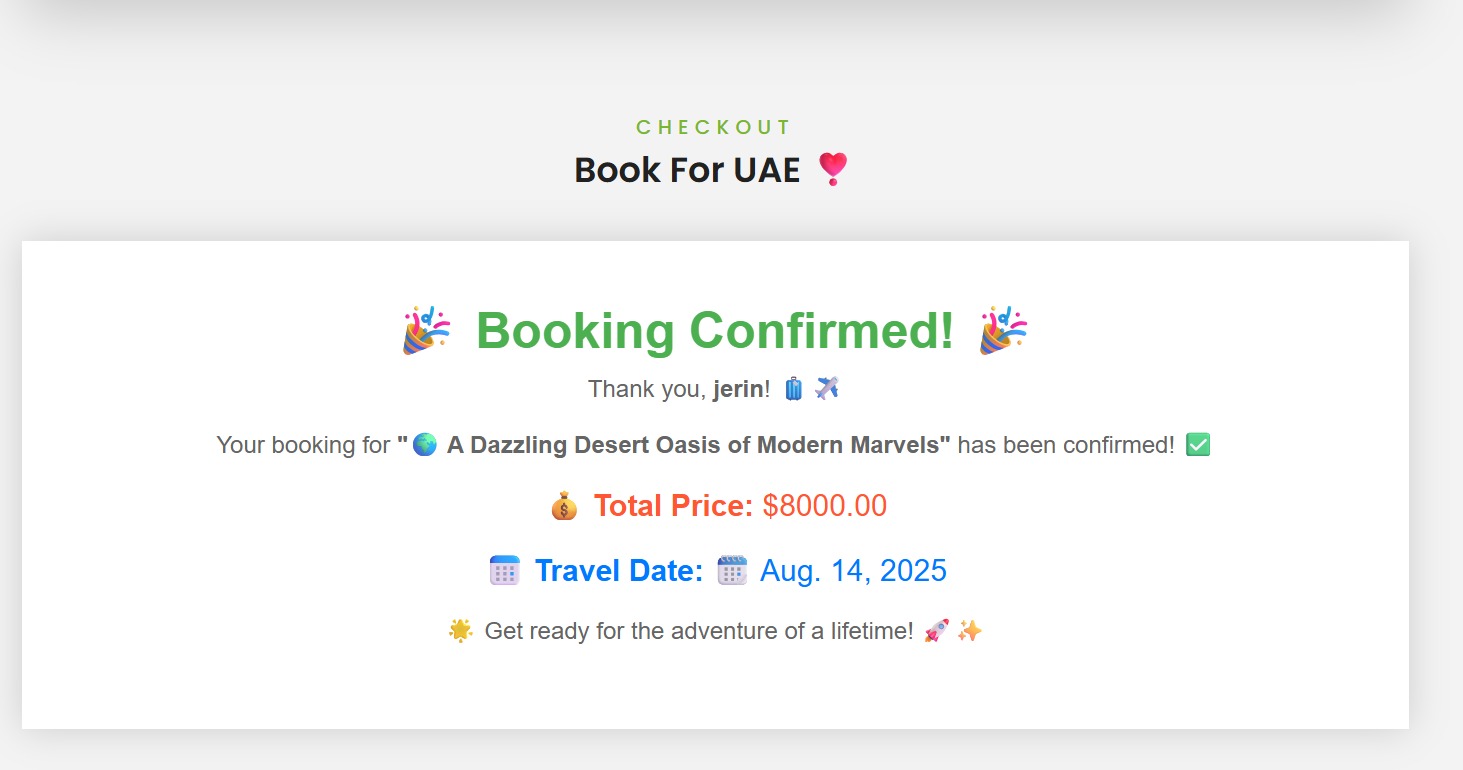 CHECKOUT
Book For UAE ❣️
🎉 Booking Confirmed! 🎉
Thank you, jerin! 🧳 ✈️
Your booking for "🌍 A Dazzling Desert Oasis of Modern Marvels" has been confirmed! ✅
💰 Total Price: $8000.00
📅 Travel Date: 🗓️ Aug. 14, 2025
🌟 Get ready for the adventure of a lifetime! 🚀 ✨